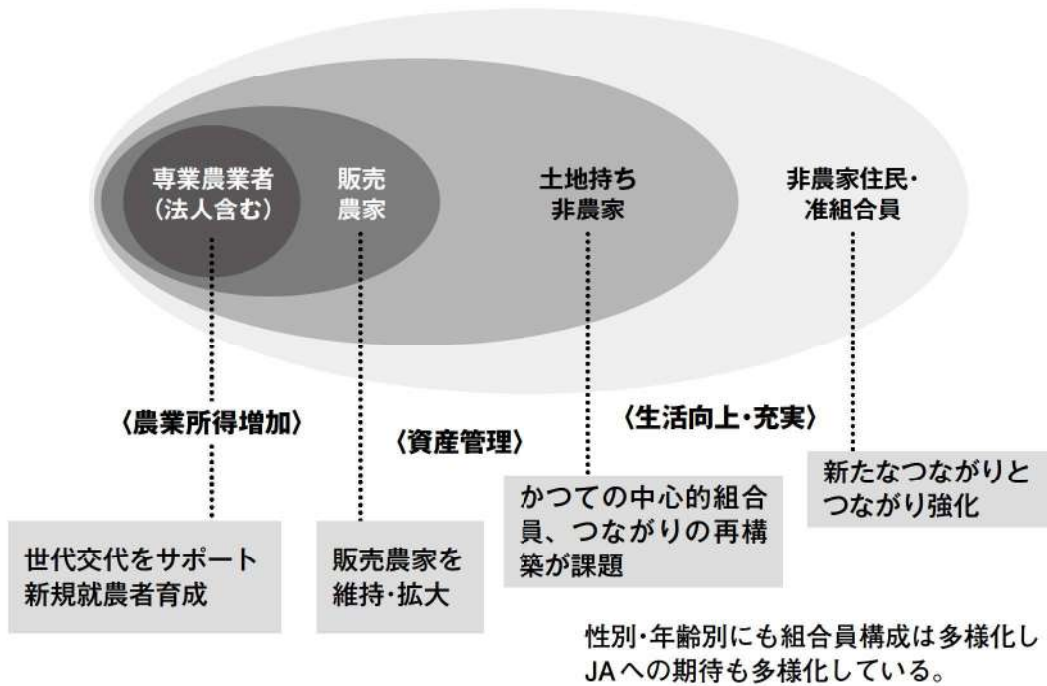 専業農業者
（法人含む）
販売
農家
土地持ち
非農家
非農家住民・
准組合員
〈農業所得増加〉
〈資産管理〉
〈生活向上・充実〉
世代交代をサポート
新規就農者育成
販売農家を
維持・拡大
かつての中心的組合
員、つながりの再構
築が課題
新たなつながりと
つながり強化
性別・年齢別にも組合員構成は多様化し
JAへの期待も多様化している。